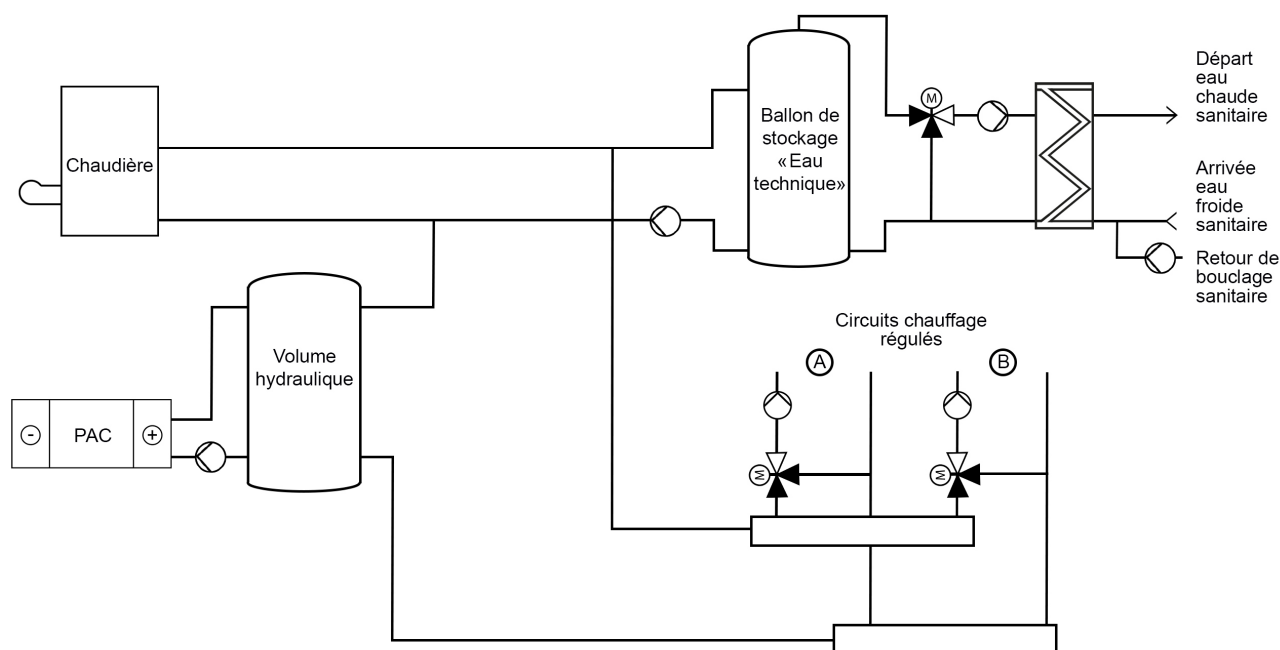 Départ
eau
chaude
sanitaire
M
Ballon de
stockage
«Eau
technique»
Chaudière
Arrivée
eau
froide
sanitaire
Retour de
bouclage
sanitaire
Circuits chauffage
régulés
A
B
Volume
hydraulique
- PAC +
M
M